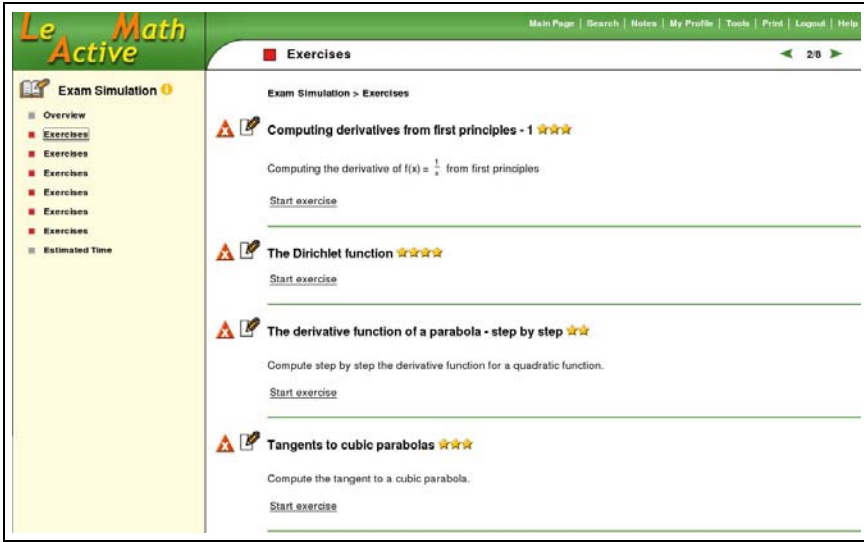 Le Math
Active
Main Page | Search | Notes | My Profile | Tools | Print | Logout | Help
Exercises
2/8
Exam Simulation
Overview
Exercises
Exercises
Exercises
Exercises
Exercises
Exercises
Estimated Time
Exam Simulation > Exercises
Computing derivatives from first principles - 1
Computing the derivative of f(x) = 1/x from first principles
Start exercise
The Dirichlet function
Start exercise
The derivative function of a parabola - step by step
Compute step by step the derivative function for a quadratic function.
Start exercise
Tangents to cubic parabolas
Compute the tangent to a cubic parabola.
Start exercise